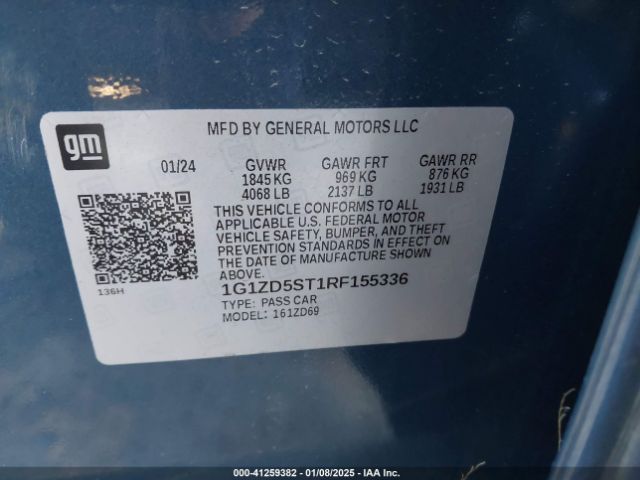 gm
MFD BY GENERAL MOTORS LLC
01/24 GVWR GAWR FRT GAWR RR
1845 KG 969 KG 876 KG
4068 LB 2137 LB 1931 LB
THIS VEHICLE CONFORMS TO ALL
APPLICABLE U.S. FEDERAL MOTOR
VEHICLE SAFETY, BUMPER, AND THEFT
PREVENTION STANDARDS IN EFFECT ON
THE DATE OF MANUFACTURE SHOWN
ABOVE.
136H
1G1ZD5ST1RF155336
TYPE: PASS CAR
MODEL: 161ZD69
000-41259382 - 01/08/2025 - IAA Inc.